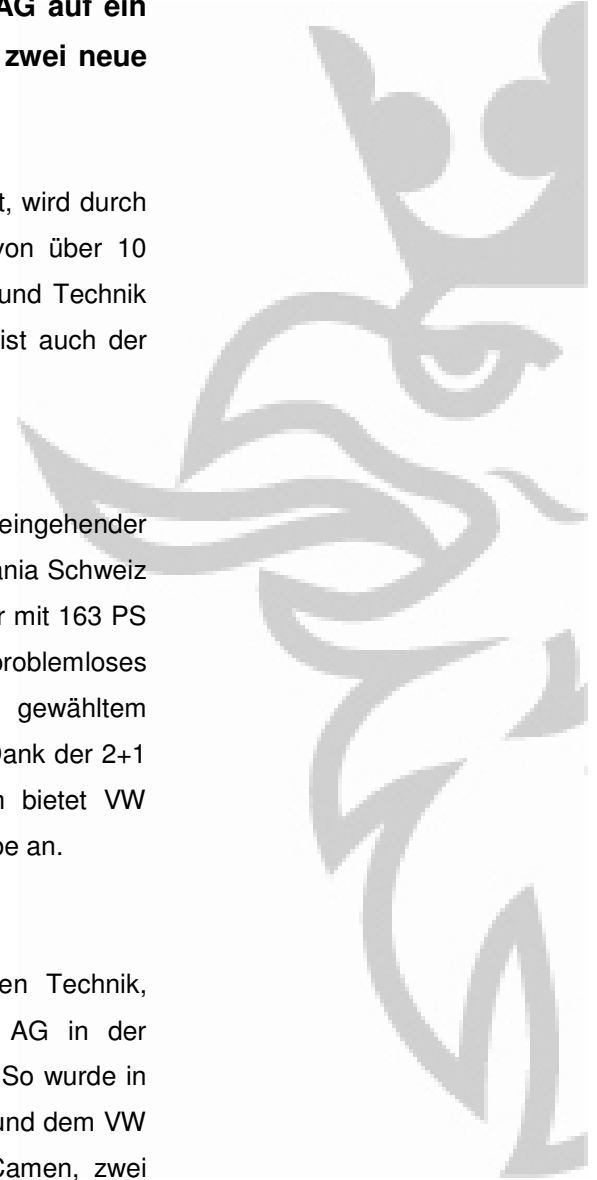 AG auf ein
zwei neue
t, wird durch
von über 10
und Technik
ist auch der
eingehender
ania Schweiz
r mit 163 PS
problemloses
gewähltem
Dank der 2+1
n bietet VW
be an.
en Technik,
AG in der
So wurde in
und dem VW
Camen, zwei